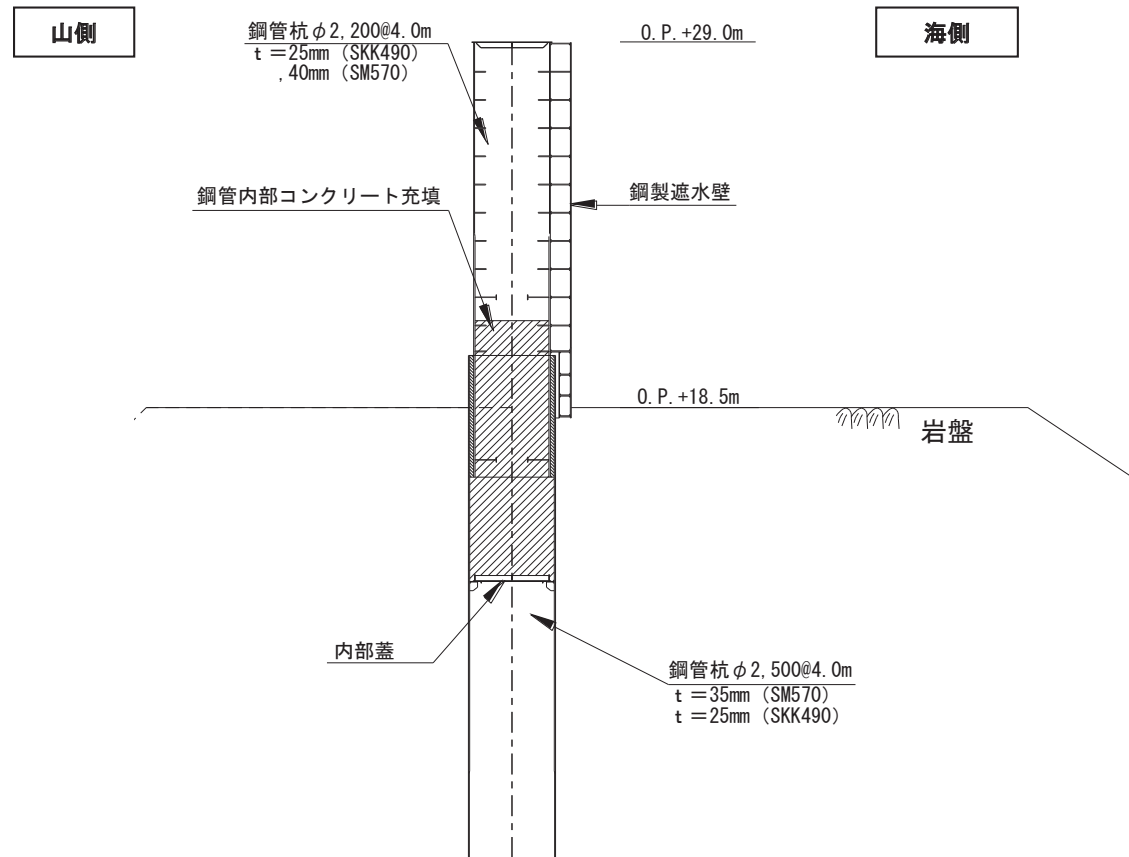 山側
鋼管杭φ2,200@4.0m
t=25mm (SKK490)
,40mm (SM570)
O.P.+29.0m
海側
鋼管内部コンクリート充填
鋼製遮水壁
O.P.+18.5m
岩盤
内部蓋
鋼管杭φ2,500@4.0m
t=35mm (SM570)
t=25mm (SKK490)